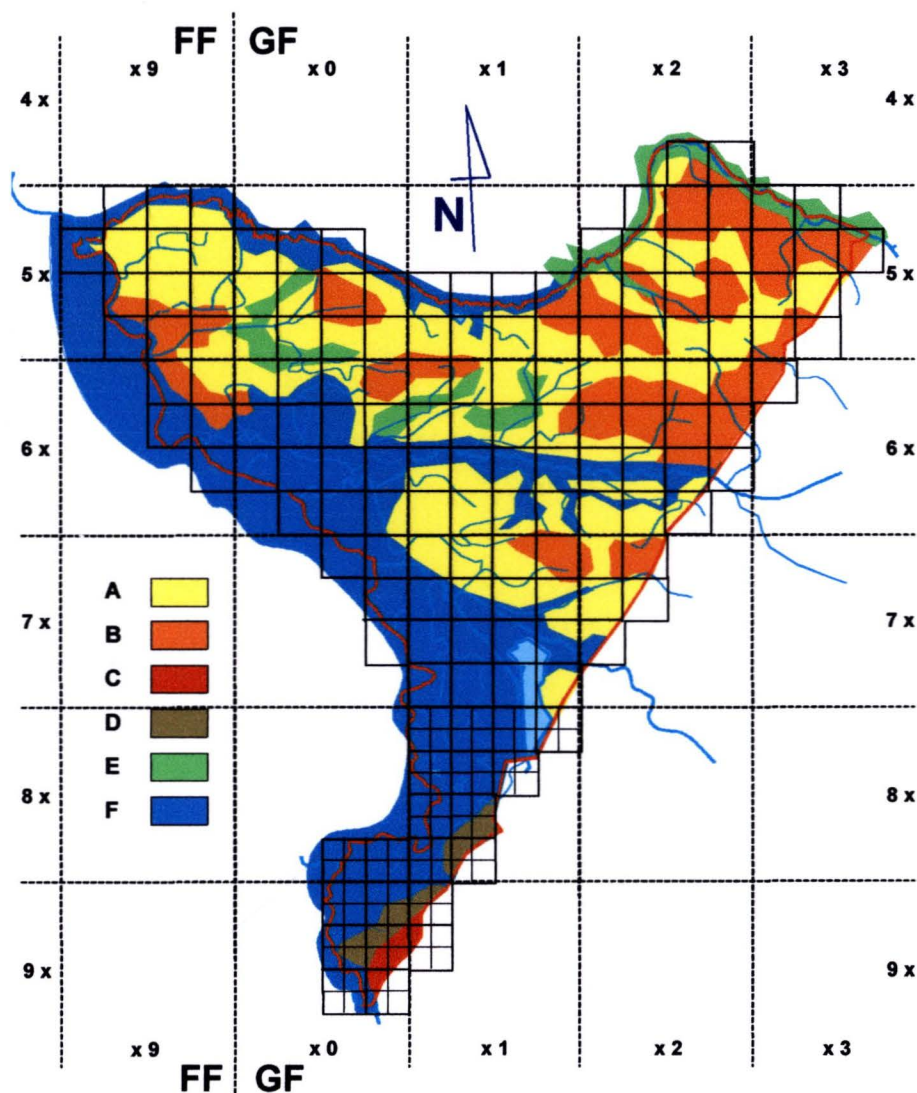 FF GF
x 9 x 0 x 1 x 2 x 3
4 x 4 x
N
5 x 5 x
6 x 6 x
A
B
7 x 7 x
C
D
E
F
8 x 8 x
9 x 9 x
x 9 x 0 x 1 x 2 x 3
FF GF